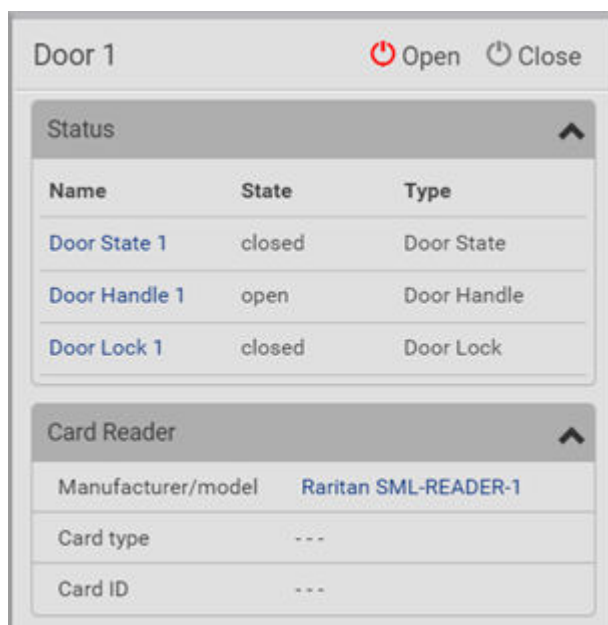 Door 1 Open Close
Status
Name State Type
Door State 1 closed Door State
Door Handle 1 open Door Handle
Door Lock 1 closed Door Lock
Card Reader
Manufacturer/model Raritan SML-READER-1
Card type ---
Card ID ---